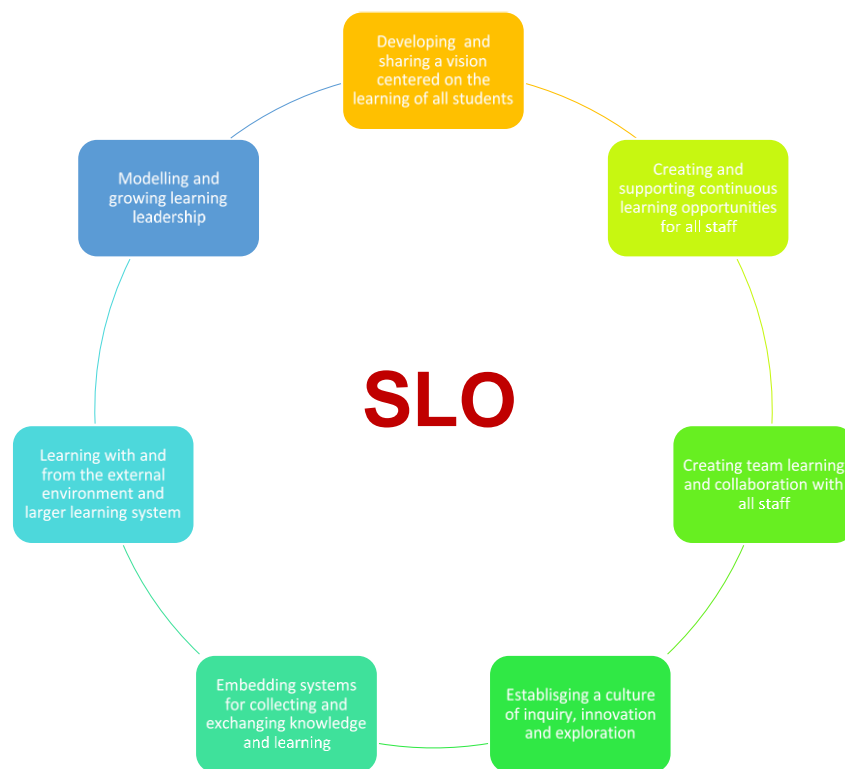 Developing and
sharing a vision
centered on the
learning of all students
Creating and
supporting continuous
learning opportunities
for all staff
Creating team learning
and collaboration with
all staff
Establisging a culture
of inquiry, innovation
and exploration
Embedding systems
for collecting and
exchanging knowledge
and learning
Learning with and
from the external
environment and
larger learning system
Modelling and
growing learning
leadership
SLO